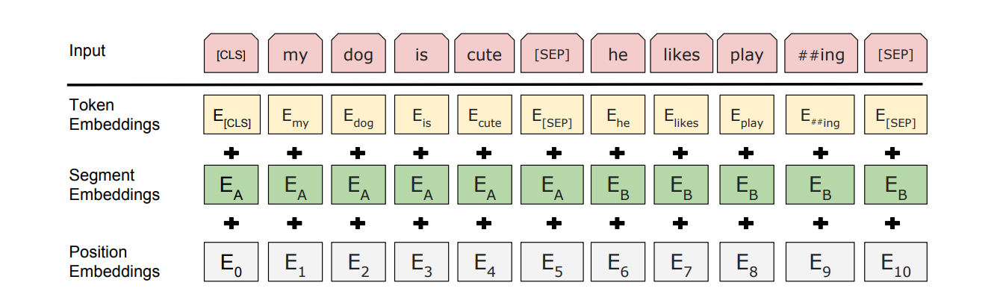 Input [CLS] my dog is cute [SEP] he likes play ##ing [SEP]
Token Embeddings E[CLS] Emy Edog Eis Ecute E[SEP] Ehe Elikes Eplay E##ing E[SEP]
+ + + + + + + + + + +
Segment Embeddings EA EA EA EA EA EA EB EB EB EB EB
+ + + + + + + + + + +
Position Embeddings E0 E1 E2 E3 E4 E5 E6 E7 E8 E9 E10